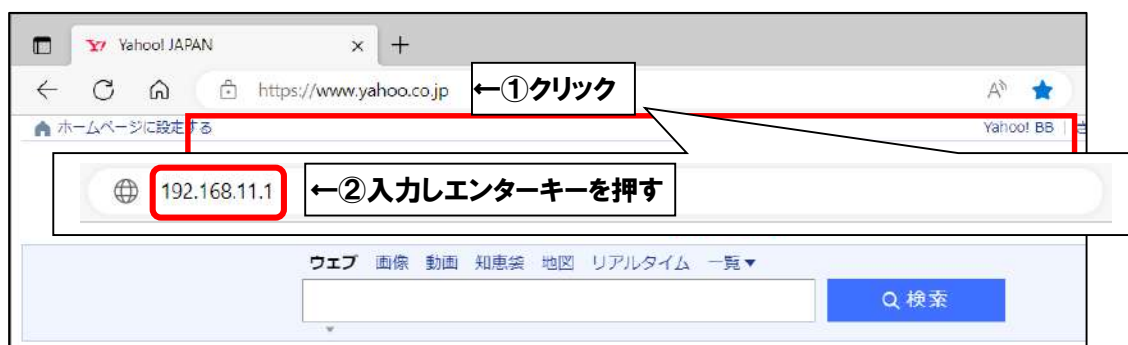 Yahoo! JAPAN
https://www.yahoo.co.jp ←①クリック
ホームページに設定する Yahoo! BB
192.168.11.1 ←②入力しエンターキーを押す
ウェブ 画像 動画 知恵袋 地図 リアルタイム 一覧▼
検索